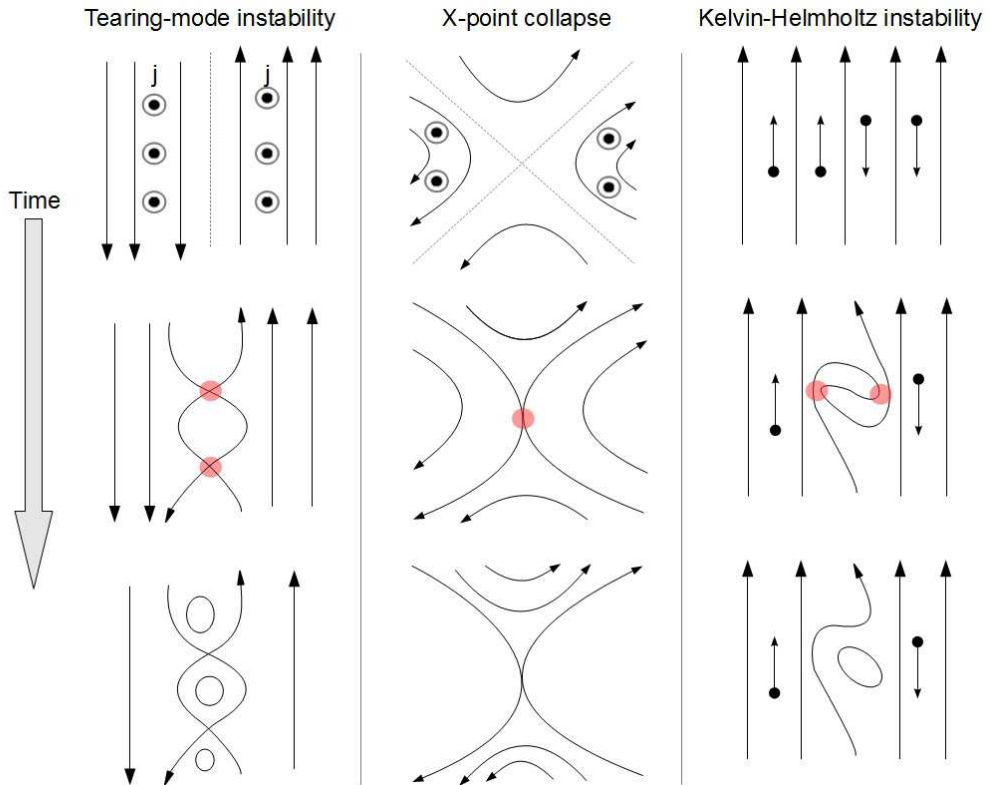 Tearing-mode instability
X-point collapse
Kelvin-Helmholtz instability
j
j
Time